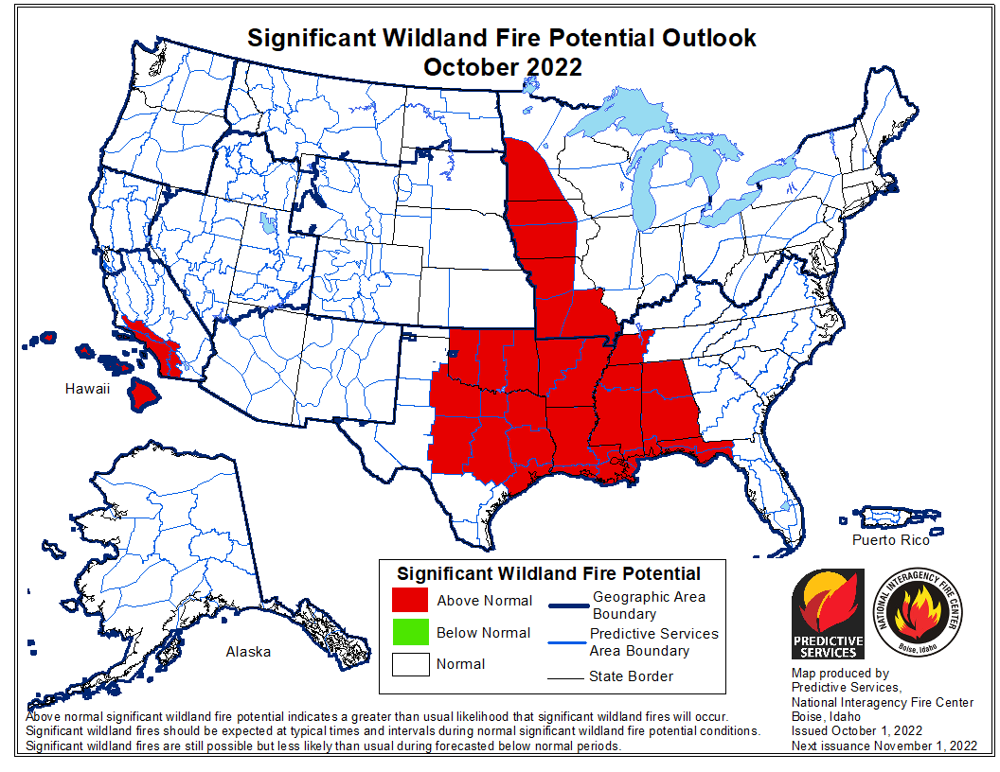 Significant Wildland Fire Potential Outlook
October 2022
Hawaii
Alaska
Puerto Rico
Significant Wildland Fire Potential
Above Normal
Below Normal
Normal
Geographic Area
Boundary
Predictive Services
Area Boundary
State Border
PREDICTIVE
SERVICES
NATIONAL INTERAGENCY FIRE CENTER
Boise, Idaho
Map produced by
Predictive Services,
National Interagency Fire Center
Boise, Idaho
Issued October 1, 2022
Next issuance November 1, 2022
Above normal significant wildland fire potential indicates a greater than usual likelihood that significant wildland fires will occur.
Significant wildland fires should be expected at typical times and intervals during normal significant wildland fire potential conditions.
Significant wildland fires are still possible but less likely than usual during forecasted below normal periods.